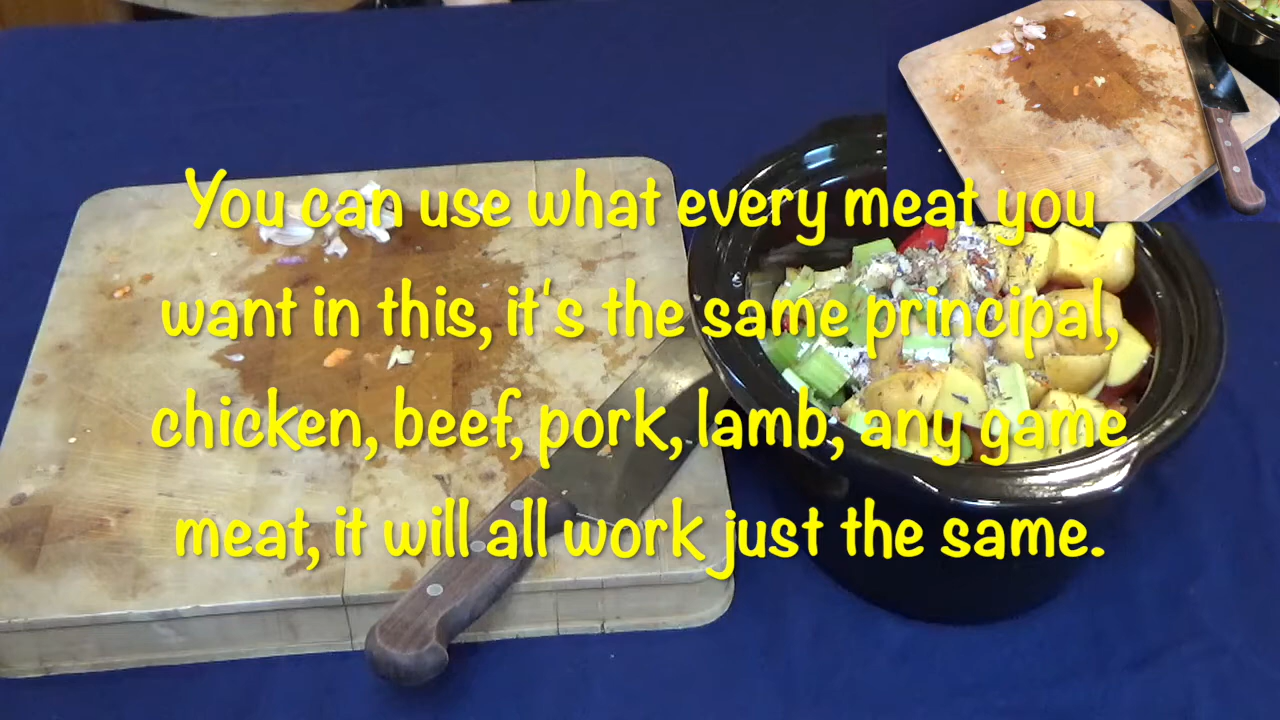 You can use what every meat you
want in this, it's the same principal,
chicken, beef, pork, lamb, any game
meat, it will all work just the same.